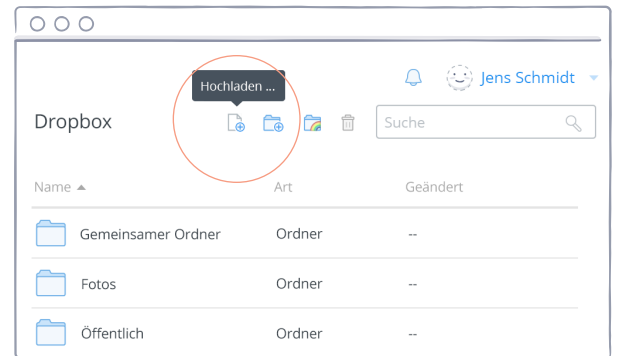 Jens Schmidt
Hochladen ...
Dropbox
Suche
Name Art Geändert
Gemeinsamer Ordner Ordner --
Fotos Ordner --
Öffentlich Ordner --